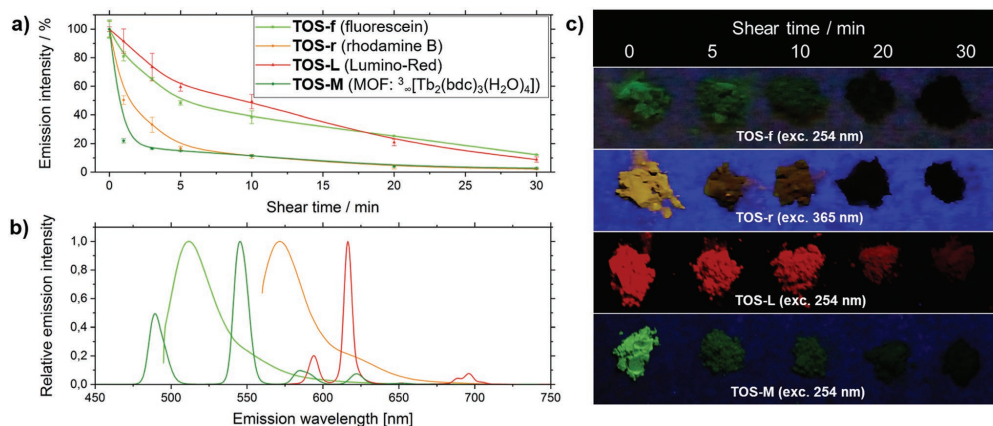 a)
Emission intensity / %
100
80
60
40
20
0
TOS-f (fluorescein)
TOS-r (rhodamine B)
TOS-L (Lumino-Red)
TOS-M (MOF: ³∞[Tb₂(bdc)₃(H₂O)₄])
0 5 10 15 20 25 30
Shear time / min
b)
Relative emission intensity
1,0
0,8
0,6
0,4
0,2
0,0
450 500 550 600 650 700 750
Emission wavelength [nm]
c)
Shear time / min
0 5 10 20 30
TOS-f (exc. 254 nm)
TOS-r (exc. 365 nm)
TOS-L (exc. 254 nm)
TOS-M (exc. 254 nm)